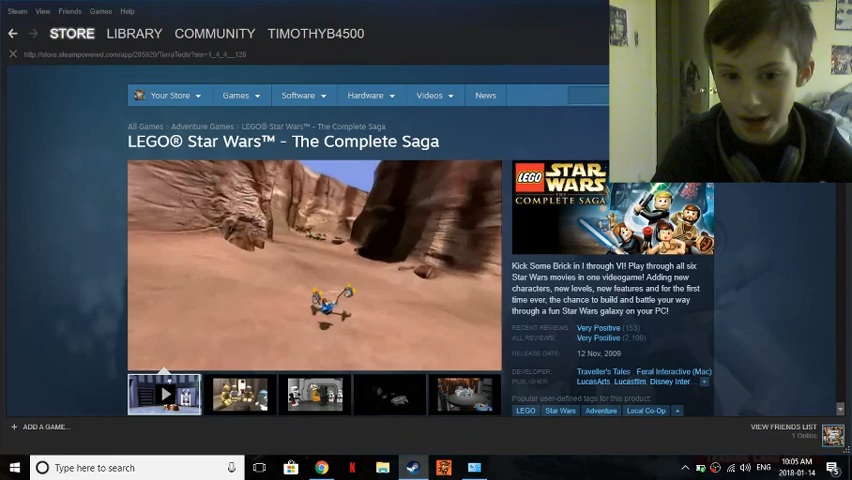 Steam View Friends Games Help
STORE LIBRARY COMMUNITY TIMOTHYB4500
Your Store Games Software Hardware Videos News
All Games > Adventure Games > LEGO® Star Wars™ - The Complete Saga
LEGO® Star Wars™ - The Complete Saga
LEGO STAR WARS
THE COMPLETE SAGA
Kick Some Brick in I through VI! Play through all six
Star Wars movies in one videogame! Adding new
characters, new levels, new features and for the first
time ever, the chance to build and battle your way
through a fun Star Wars galaxy on your PC!
RECENT REVIEWS: Very Positive (153)
ALL REVIEWS: Very Positive (2,109)
RELEASE DATE: 12 Nov, 2009
DEVELOPER: Traveller's Tales , Feral Interactive (Mac)
PUBLISHER: LucasArts, Lucasfilm, Disney Inter... +
Popular user-defined tags for this product:
LEGO Star Wars Adventure Local Co-Op +
+ ADD A GAME...
VIEW FRIENDS LIST
1 Online
Type here to search
ENG
10:05 AM
2018-01-14